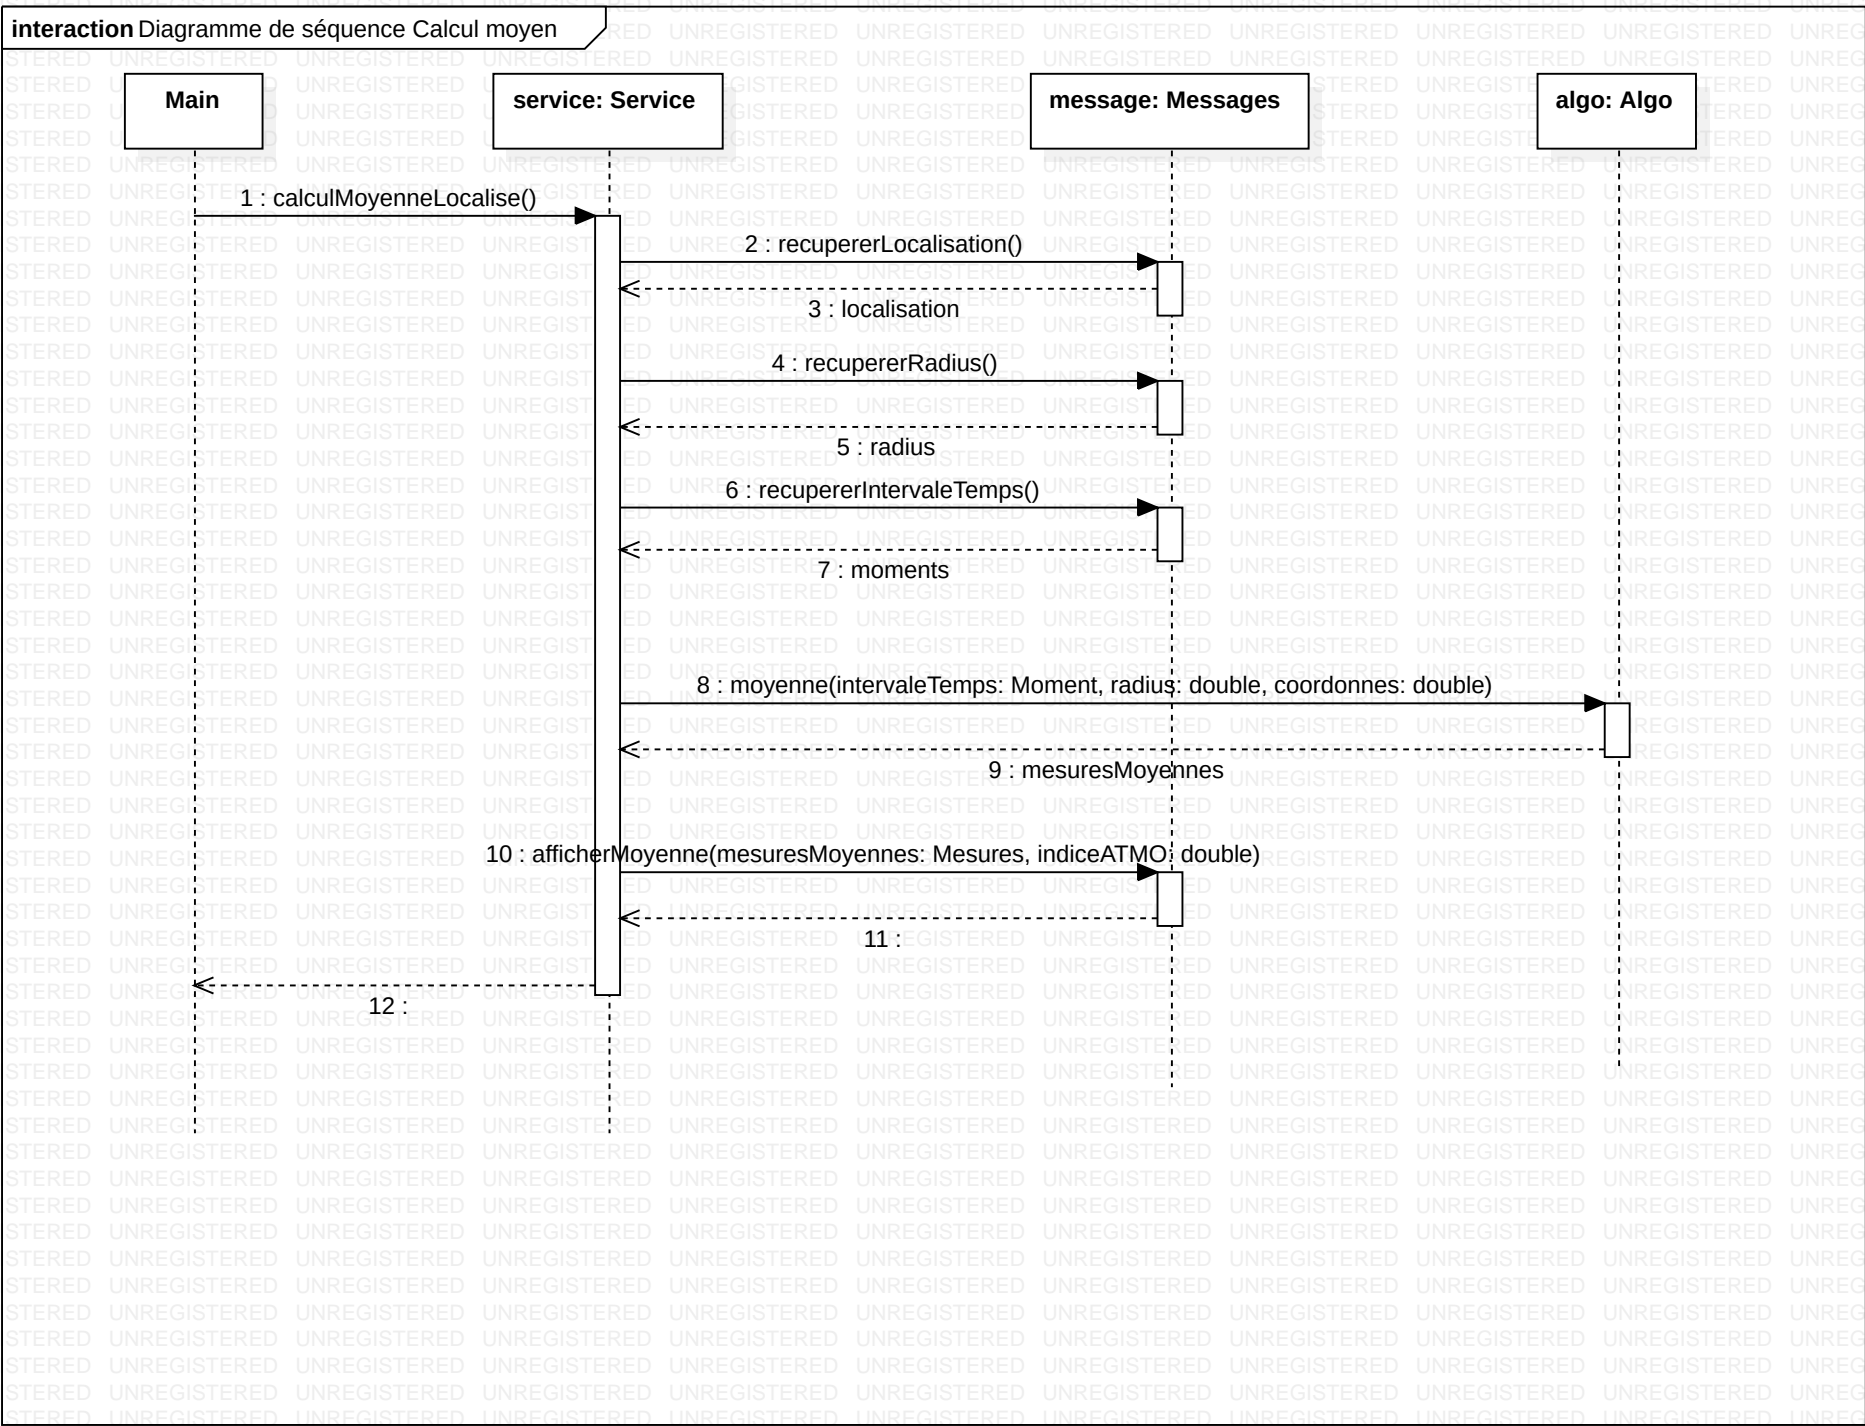 interaction Diagramme de séquence Calcul moyen
Main
service: Service
message: Messages
algo: Algo
1 : calculMoyenneLocalise()
2 : recupererLocalisation()
3 : localisation
4 : recupererRadius()
5 : radius
6 : recupererIntervaleTemps()
7 : moments
8 : moyenne(intervaleTemps: Moment, radius: double, coordonnes: double)
9 : mesuresMoyennes
10 : afficherMoyenne(mesuresMoyennes: Mesures, indiceATMO: double)
11 :
12 :
UNREGISTERED